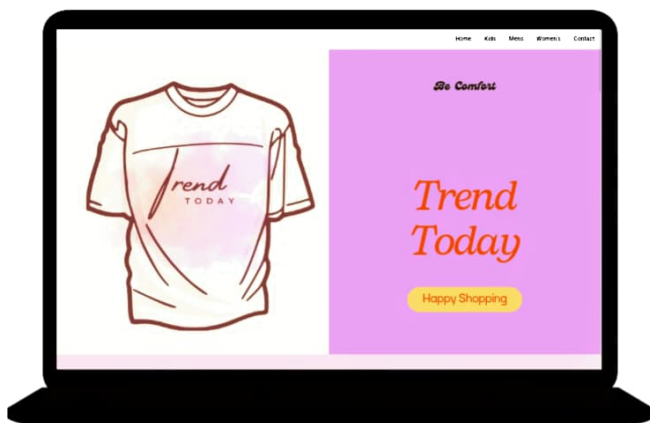 Home Kids Mens Womens Contact
Be Comfort
Trend
TODAY
Trend
Today
Happy Shopping